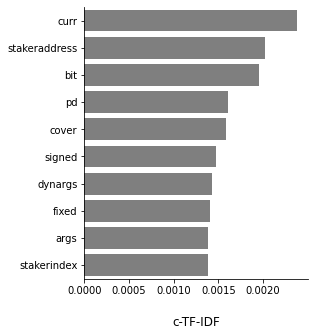 curr
stakeraddress
bit
pd
cover
signed
dynargs
fixed
args
stakerindex
0.0000 0.0005 0.0010 0.0015 0.0020
c-TF-IDF